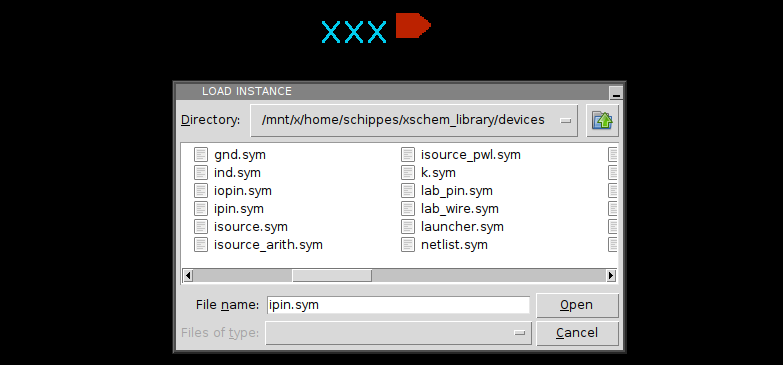 xxx
LOAD INSTANCE
Directory: /mnt/x/home/schippes/xschem_library/devices
gnd.sym isource_pwl.sym
ind.sym k.sym
iopin.sym lab_pin.sym
ipin.sym lab_wire.sym
isource.sym launcher.sym
isource_arith.sym netlist.sym
File name: ipin.sym Open
Files of type: Cancel